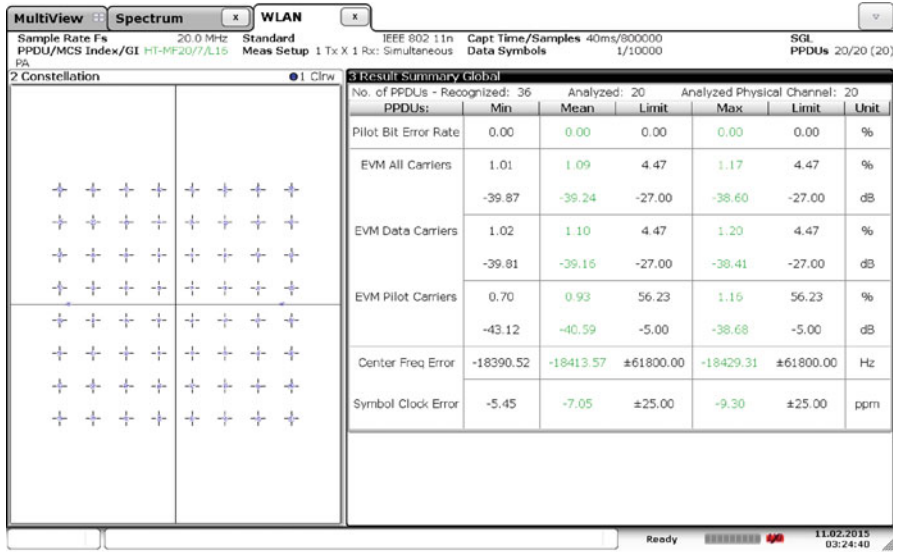 MultiView Spectrum x WLAN x
Sample Rate Fs 20.0 MHz Standard IEEE 802 11n Capt Time/Samples 40ms/800000 SGL
PPDU/MCS Index/GI HT-MF20/7/L16 Meas Setup 1 Tx X 1 Rx: Simultaneous Data Symbols 1/10000 PPDUs 20/20 (20)
PA
2 Constellation 1 Clrw
3 Result Summary Global
No. of PPDUs - Recognized: 36 Analyzed: 20 Analyzed Physical Channel: 20
PPDUs: Min Mean Limit Max Limit Unit
Pilot Bit Error Rate 0.00 0.00 0.00 0.00 0.00 %
EVM All Carriers 1.01 1.09 4.47 1.17 4.47 %
-39.87 -39.24 -27.00 -38.60 -27.00 dB
EVM Data Carriers 1.02 1.10 4.47 1.20 4.47 %
-39.81 -39.16 -27.00 -38.41 -27.00 dB
EVM Pilot Carriers 0.70 0.93 56.23 1.16 56.23 %
-43.12 -40.59 -5.00 -38.68 -5.00 dB
Center Freq Error -18390.52 -18413.57 ±61800.00 -18429.31 ±61800.00 Hz
Symbol Clock Error -5.45 -7.05 ±25.00 -9.30 ±25.00 ppm
Ready 11.02.2015
03:24:40